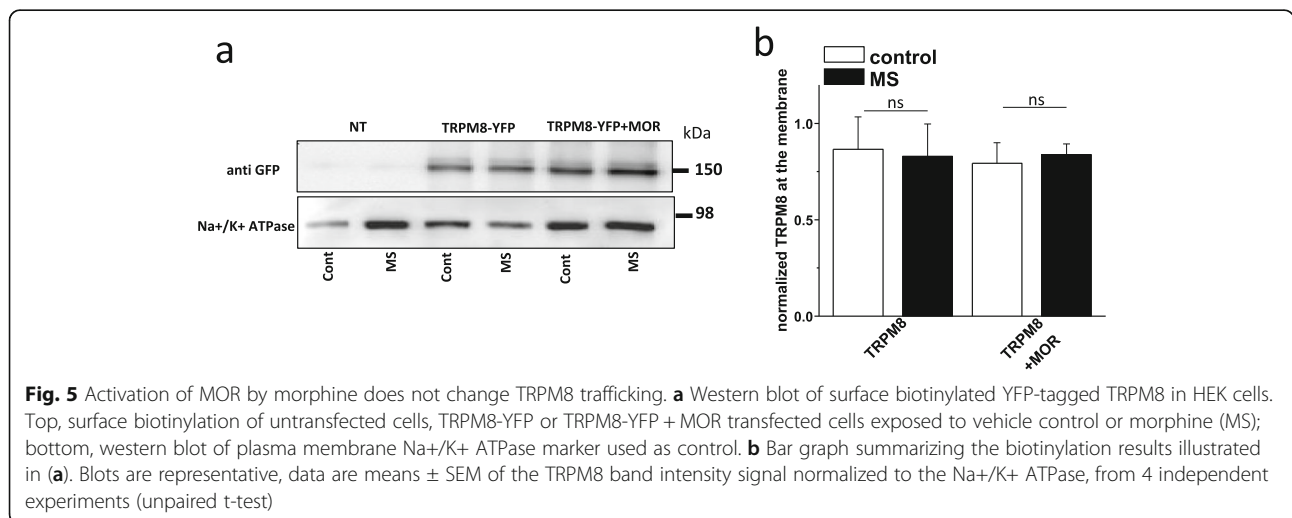 a
NT TRPM8-YFP TRPM8-YFP+MOR kDa
anti GFP
150
98
Na+/K+ ATPase
Cont MS Cont MS Cont MS
b
control
MS
normalized TRPM8 at the membrane
ns ns
1.0
0.5
0.0
TRPM8
TRPM8
+MOR
Fig. 5 Activation of MOR by morphine does not change TRPM8 trafficking. a Western blot of surface biotinylated YFP-tagged TRPM8 in HEK cells.
Top, surface biotinylation of untransfected cells, TRPM8-YFP or TRPM8-YFP + MOR transfected cells exposed to vehicle control or morphine (MS);
bottom, western blot of plasma membrane Na+/K+ ATPase marker used as control. b Bar graph summarizing the biotinylation results illustrated
in (a). Blots are representative, data are means ± SEM of the TRPM8 band intensity signal normalized to the Na+/K+ ATPase, from 4 independent
experiments (unpaired t-test)